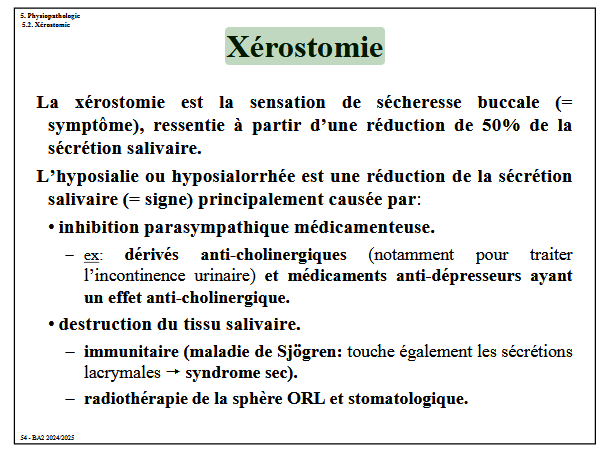 5. Physiopathologie
5.2. Xérostomie
Xérostomie
La xérostomie est la sensation de sécheresse buccale (=
symptôme), ressentie à partir d’une réduction de 50% de la
sécrétion salivaire.
L’hyposialie ou hyposialorrhée est une réduction de la sécrétion
salivaire (= signe) principalement causée par:
• inhibition parasympathique médicamenteuse.
– ex: dérivés anti-cholinergiques (notamment pour traiter
l’incontinence urinaire) et médicaments anti-dépresseurs ayant
un effet anti-cholinergique.
• destruction du tissu salivaire.
– immunitaire (maladie de Sjögren: touche également les sécrétions
lacrymales → syndrome sec).
– radiothérapie de la sphère ORL et stomatologique.
54 - BA2 2024/2025